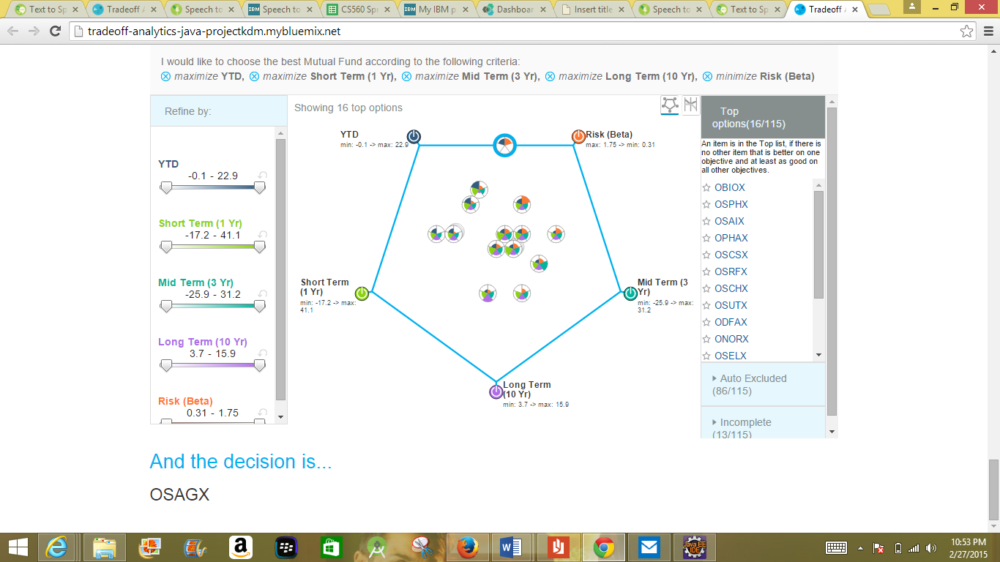 Text to Sp
Tradeoff A
Speech to
Speech to
CS560 Spr
My IBM p
Dashboar
Insert title
Speech to
Text to Sp
Tradeoff A
tradeoff-analytics-java-projectkdm.mybluemix.net
I would like to choose the best Mutual Fund according to the following criteria:
maximize YTD, maximize Short Term (1 Yr), maximize Mid Term (3 Yr), maximize Long Term (10 Yr), minimize Risk (Beta)
Refine by:
YTD
-0.1 - 22.9
Short Term (1 Yr)
-17.2 - 41.1
Mid Term (3 Yr)
-25.9 - 31.2
Long Term (10 Yr)
3.7 - 15.9
Risk (Beta)
0.31 - 1.75
Showing 16 top options
YTD
min: -0.1 -> max: 22.9
Risk (Beta)
max: 1.75 -> min: 0.31
Short Term
(1 Yr)
min: -17.2 -> max:
41.1
Mid Term (3
Yr)
min: -25.9 -> max:
31.2
Long Term
(10 Yr)
min: 3.7 -> max: 15.9
Top
options(16/115)
An item is in the Top list, if there is
no other item that is better on one
objective and at least as good on
all other objectives.
OBIOX
OSPHX
OSAIX
OPHAX
OSCSX
OSRFX
OSCHX
OSUTX
ODFAX
ONORX
OSELX
Auto Excluded
(86/115)
Incomplete
(13/115)
And the decision is...
OSAGX
10:53 PM
2/27/2015